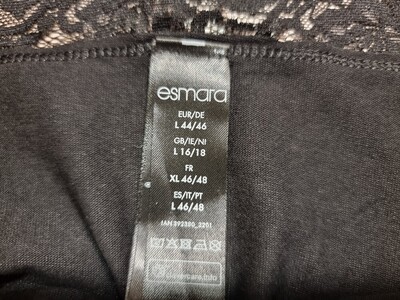 esmara
EUR/DE
L 44/46
GB/IE/NI
L 16/18
FR
XL 46/48
ES/IT/PT
L 46/48